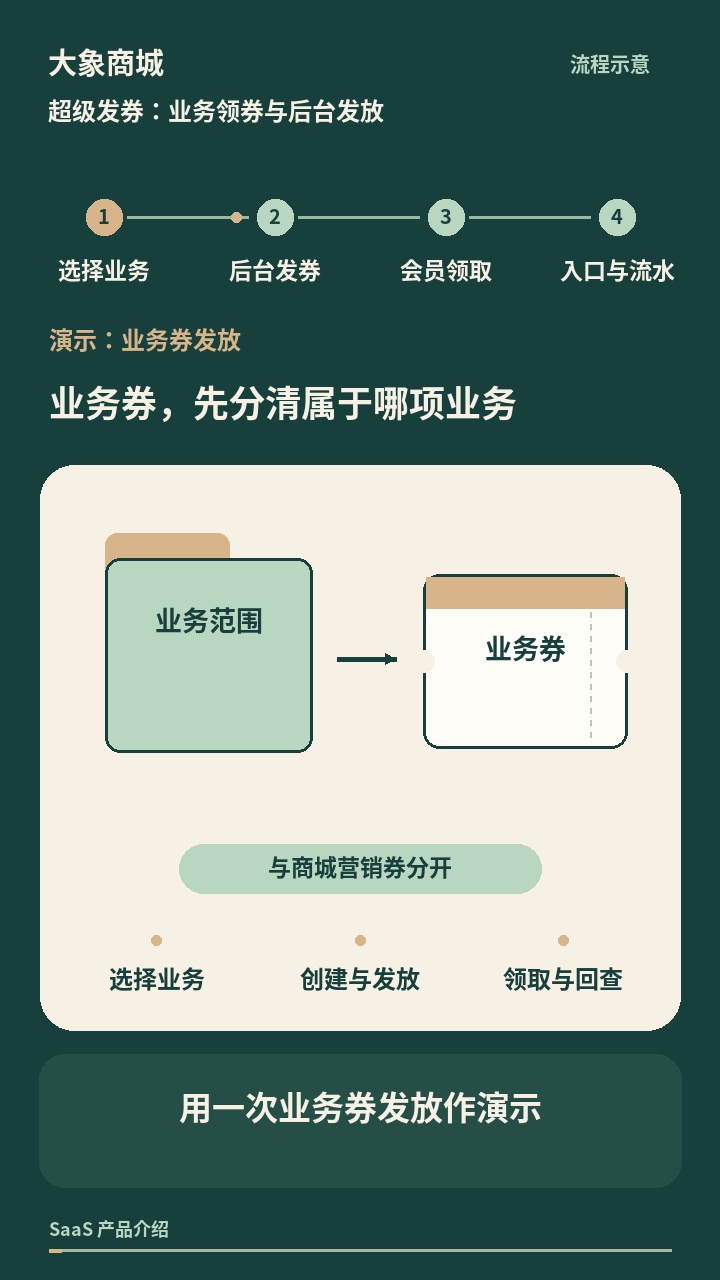 大象商城
流程示意
超级发券：业务领券与后台发放
1
2
3
4
选择业务
后台发券
会员领取
入口与流水
演示：业务券发放
业务券，先分清属于哪项业务
业务范围
业务券
与商城营销券分开
选择业务
创建与发放
领取与回查
用一次业务券发放作演示
SaaS 产品介绍